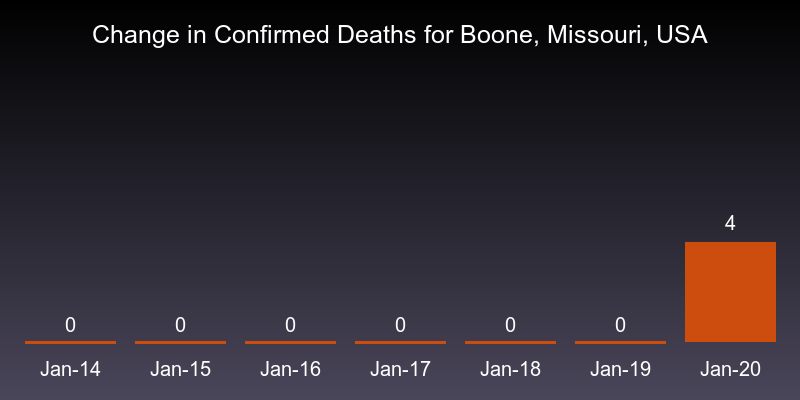 Change in Confirmed Deaths for Boone, Missouri, USA
4
0 0 0 0 0 0
Jan-14 Jan-15 Jan-16 Jan-17 Jan-18 Jan-19 Jan-20